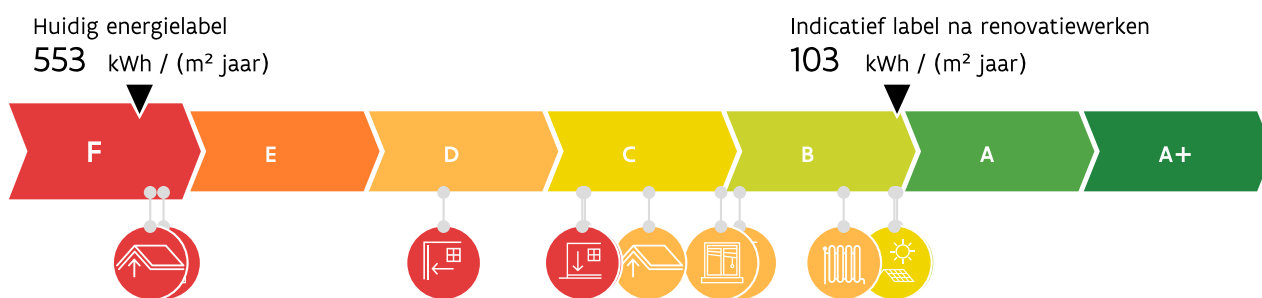 Huidig energielabel
553 kWh / (m² jaar)
Indicatief label na renovatiewerken
103 kWh / (m² jaar)
F E D C B A A+